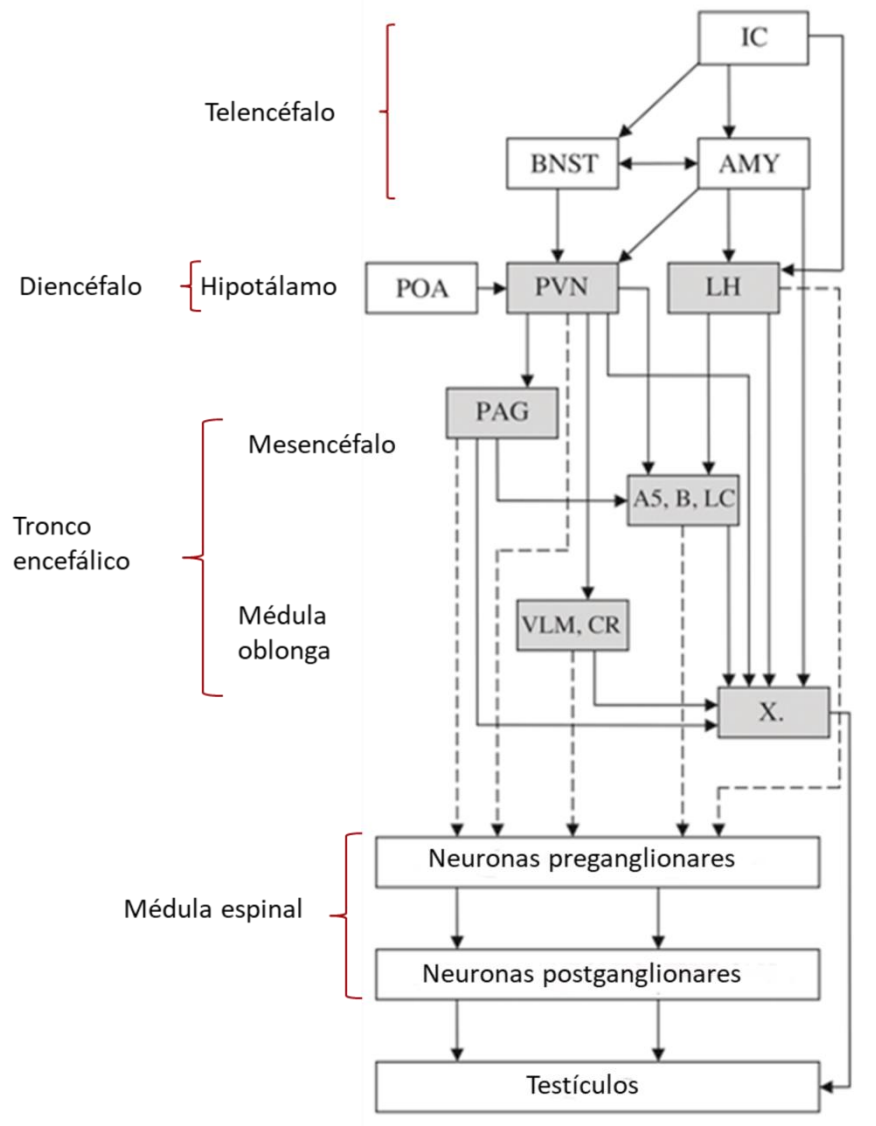 IC
Telencéfalo
BNST
AMY
Diencéfalo
Hipotálamo
POA
PVN
LH
PAG
Mesencéfalo
A5, B, LC
Tronco
encefálico
Médula
oblonga
VLM, CR
X.
Neuronas preganglionares
Médula espinal
Neuronas postganglionares
Testículos